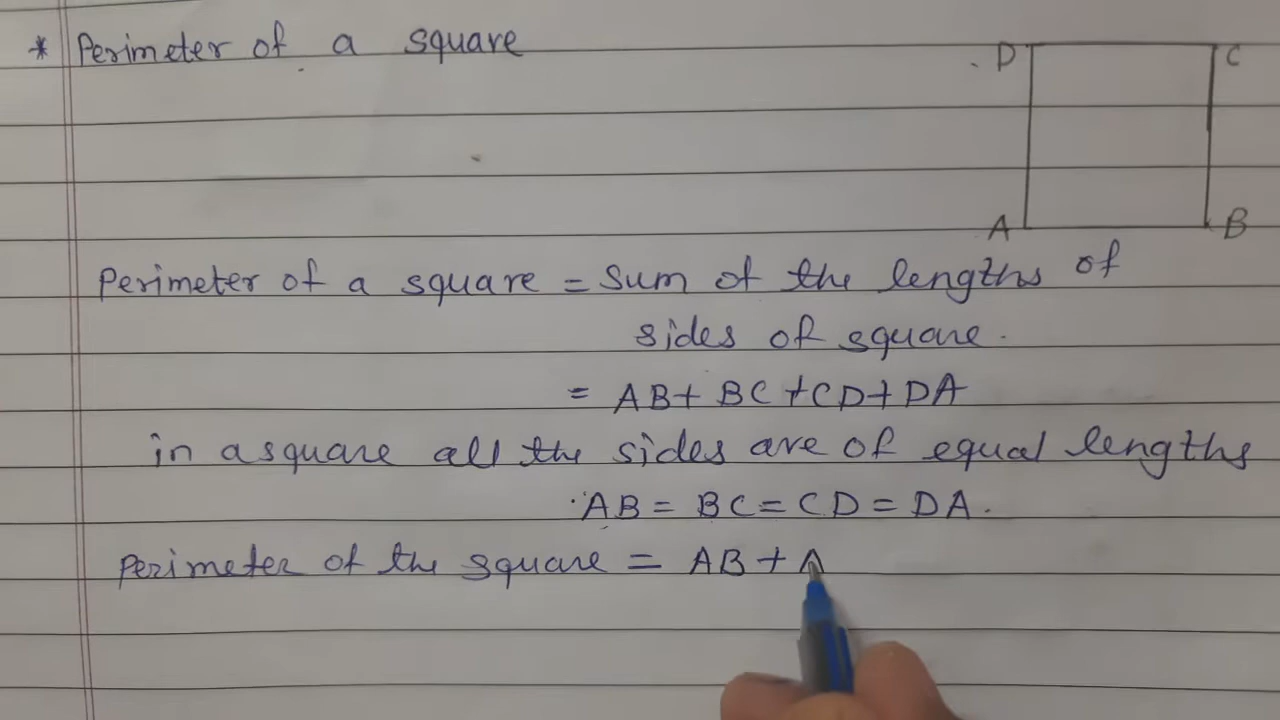 * Perimeter of a square
D C
A B
Perimeter of a square = Sum of the lengths of
sides of square.
= AB + BC + CD + DA
in a square all the sides are of equal lengths
AB = BC = CD = DA.
Perimeter of the square = AB + A